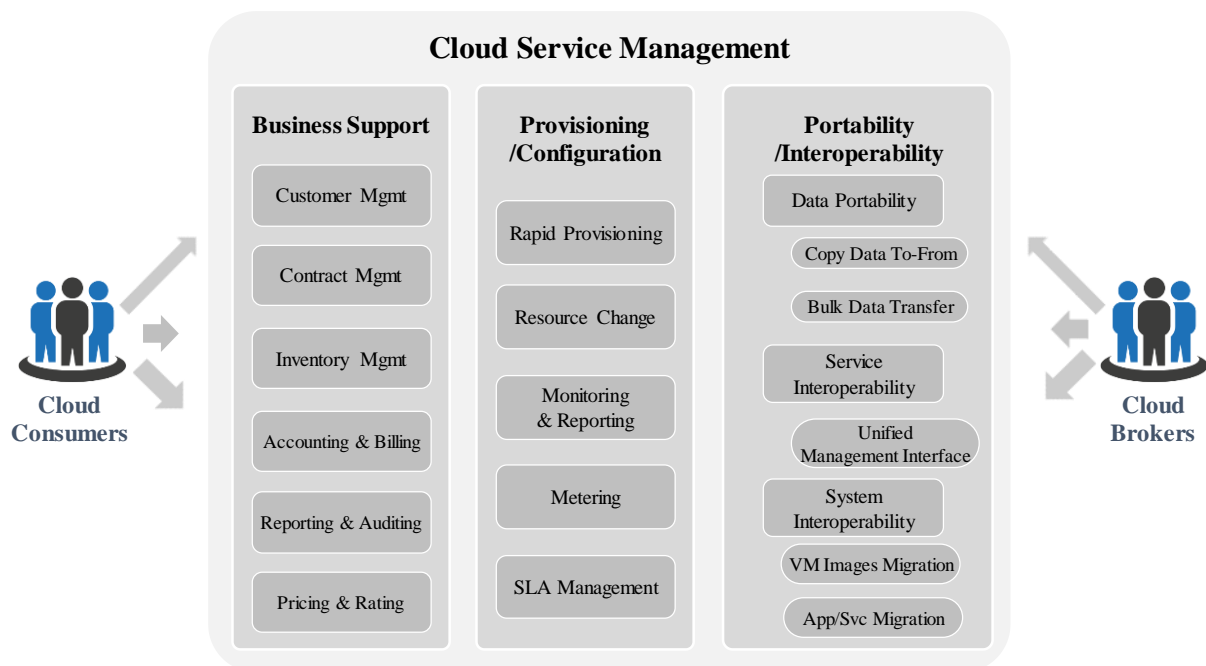 Cloud Service Management
Business Support
Customer Mgmt
Contract Mgmt
Inventory Mgmt
Accounting & Billing
Reporting & Auditing
Pricing & Rating
Provisioning
/Configuration
Rapid Provisioning
Resource Change
Monitoring
& Reporting
Metering
SLA Management
Portability
/Interoperability
Data Portability
Copy Data To-From
Bulk Data Transfer
Service
Interoperability
Unified
Management Interface
System
Interoperability
VM Images Migration
App/Svc Migration
Cloud
Consumers
Cloud
Brokers